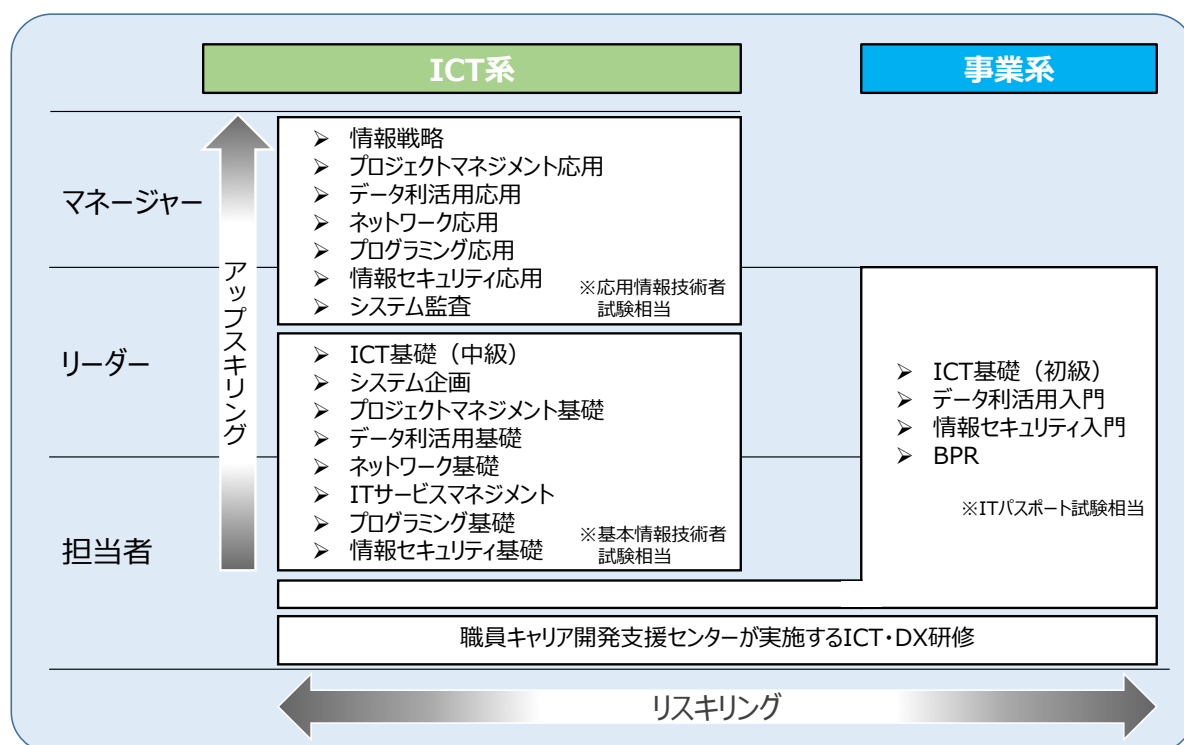 ICT系
事業系
マネージャー
リーダー
担当者
アップスキリング
➢ 情報戦略
➢ プロジェクトマネジメント応用
➢ データ利活用応用
➢ ネットワーク応用
➢ プログラミング応用
➢ 情報セキュリティ応用
➢ システム監査
※応用情報技術者
試験相当
➢ ICT基礎（中級）
➢ システム企画
➢ プロジェクトマネジメント基礎
➢ データ利活用基礎
➢ ネットワーク基礎
➢ ITサービスマネジメント
➢ プログラミング基礎
➢ 情報セキュリティ基礎
※基本情報技術者
試験相当
➢ ICT基礎（初級）
➢ データ利活用入門
➢ 情報セキュリティ入門
➢ BPR
※ITパスポート試験相当
職員キャリア開発支援センターが実施するICT・DX研修
リスキリング